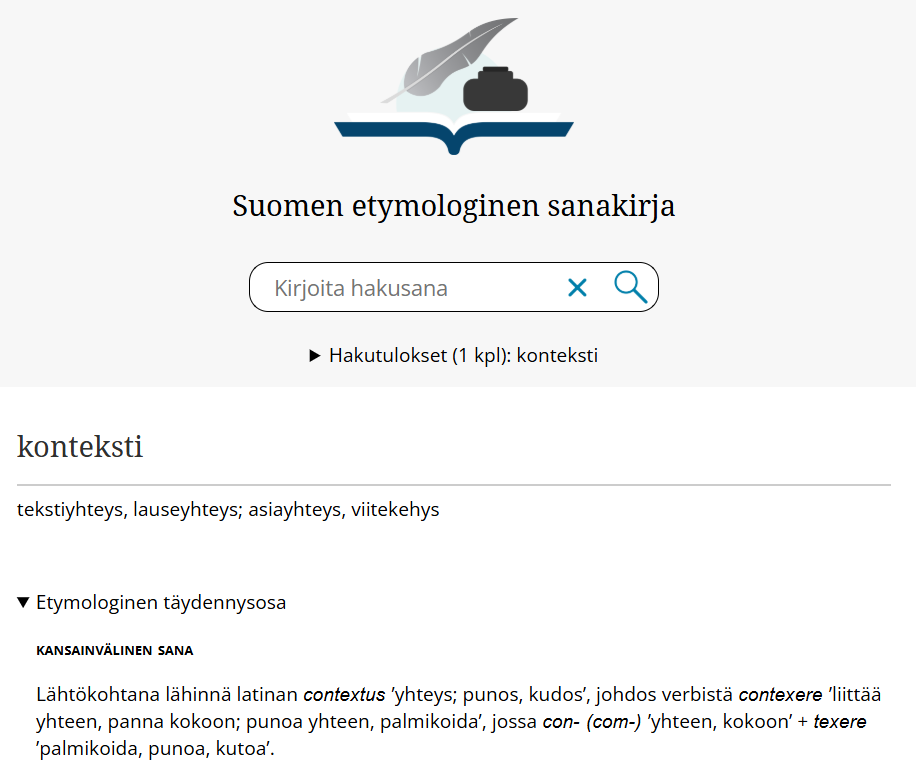 Suomen etymologinen sanakirja
Kirjoita hakusana
Hakutulokset (1 kpl): konteksti
konteksti
tekstiyhteys, lauseyhteys; asiayhteys, viitekehys
Etymologinen täydennysosa
KANSAINVÄLINEN SANA
Lähtökohtana lähinnä latinan contextus ’yhteys; punos, kudos’, johdos verbistä contexere ’liittää
yhteen, panna kokoon; punoa yhteen, palmikoida’, jossa con- (com-) ’yhteen, kokoon’ + texere
’palmikoida, punoa, kutoa’.